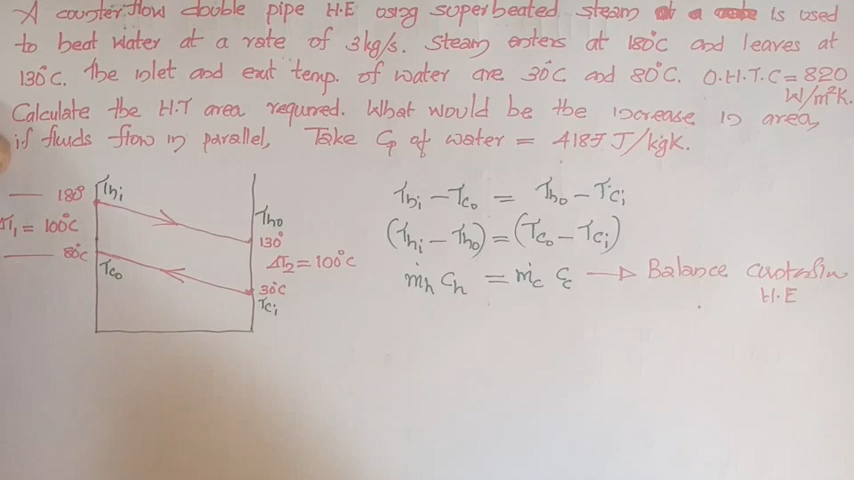 A counterflow double pipe H.E using superheated steam is used
to heat water at a rate of 3kg/s. Steam enters at 180°C and leaves at
130°C. The inlet and exit temp. of water are 30°C and 80°C. O.H.T.C = 820
W/m²K.
Calculate the H.T area required. What would be the increase in area,
if fluids flow in parallel, Take Cp of water = 4187 J/kgK.
180°
Thi
ΔT1 = 100°C
80°C
Tco
Tho
130°
ΔT2 = 100°C
30°C
Tci
Thi - Tco = Tho - Tci
(Thi - Tho) = (Tco - Tci)
ṁh Ch = ṁc Cc → Balance
H.E